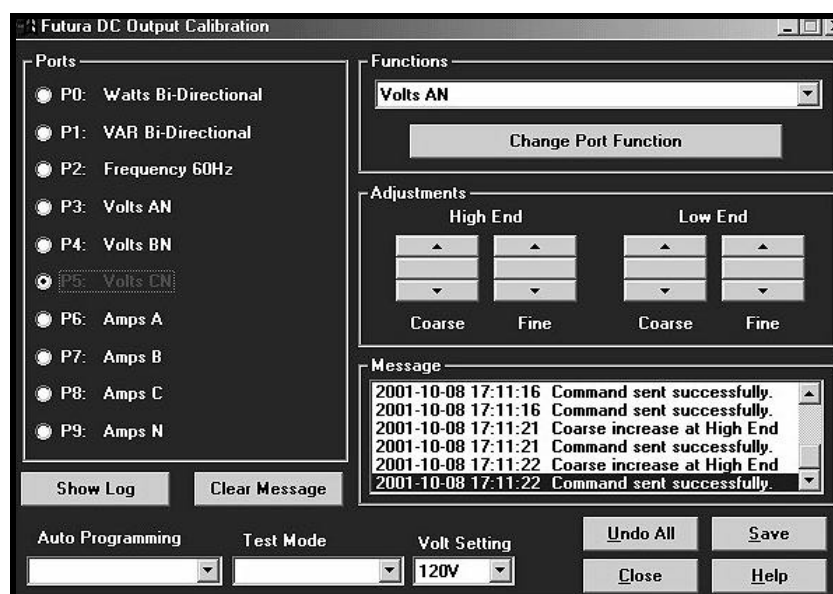 Futura DC Output Calibration
Ports
P0: Watts Bi-Directional
P1: VAR Bi-Directional
P2: Frequency 60Hz
P3: Volts AN
P4: Volts BN
P5: Volts CN
P6: Amps A
P7: Amps B
P8: Amps C
P9: Amps N
Show Log
Clear Message
Functions
Volts AN
Change Port Function
Adjustments
High End
Low End
Coarse
Fine
Coarse
Fine
Message
2001-10-08 17:11:16 Command sent successfully.
2001-10-08 17:11:16 Command sent successfully.
2001-10-08 17:11:21 Coarse increase at High End
2001-10-08 17:11:21 Command sent successfully.
2001-10-08 17:11:22 Coarse increase at High End
2001-10-08 17:11:22 Command sent successfully.
Auto Programming
Test Mode
Volt Setting
120V
Undo All
Save
Close
Help